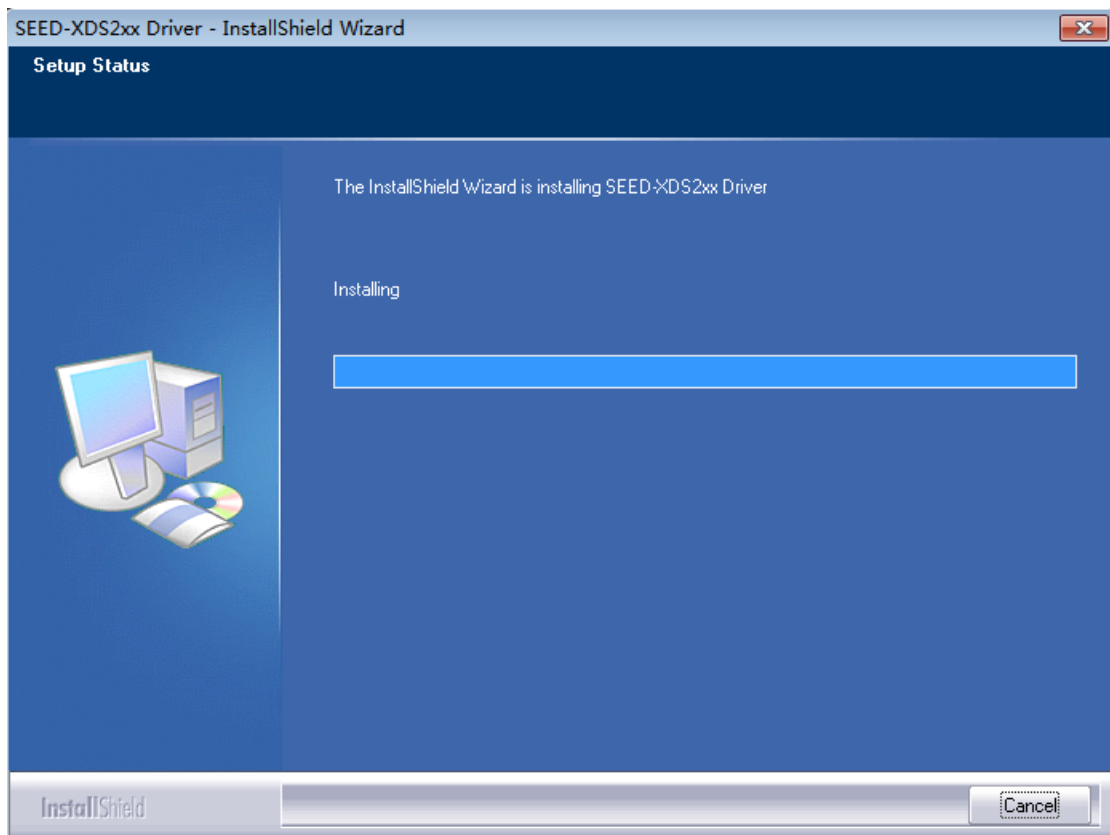 SEED-XDS2xx Driver - InstallShield Wizard
Setup Status
The InstallShield Wizard is installing SEED-XDS2xx Driver
Installing
InstallShield
Cancel